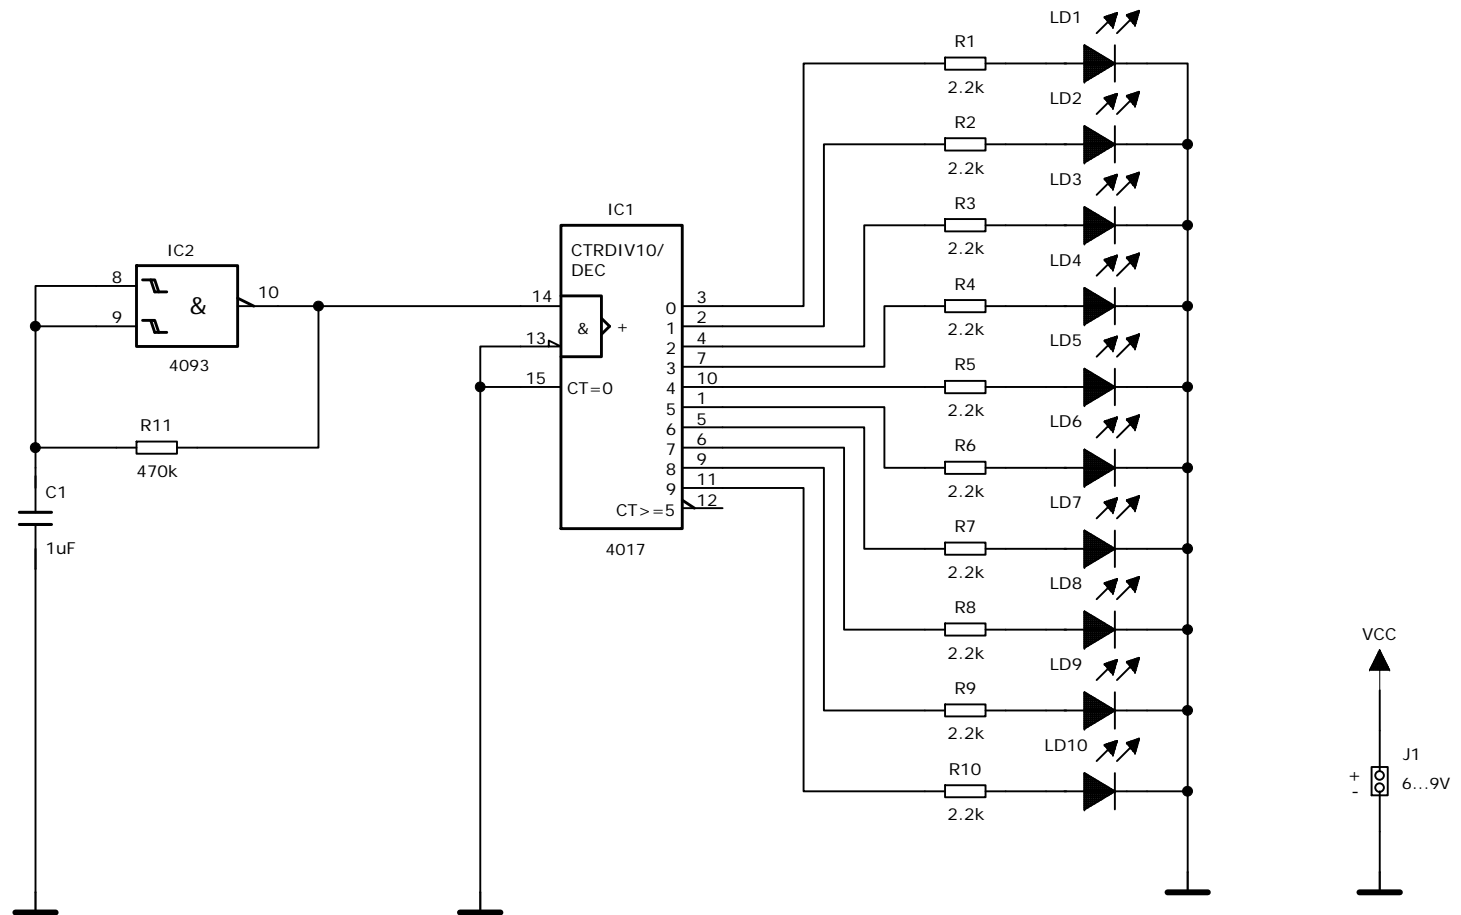 IC2
8
9
&
10
4093
R11
470k
C1
1uF
IC1
CTRDIV10/
DEC
14
13
15
&
+
CT=0
0
1
2
3
4
5
6
7
8
9
CT>=5
3
2
4
7
10
1
5
6
9
11
12
4017
LD1
R1
2.2k
LD2
R2
2.2k
LD3
R3
2.2k
LD4
R4
2.2k
LD5
R5
2.2k
LD6
R6
2.2k
LD7
R7
2.2k
LD8
R8
2.2k
LD9
R9
2.2k
LD10
R10
2.2k
VCC
J1
+
-
6...9V